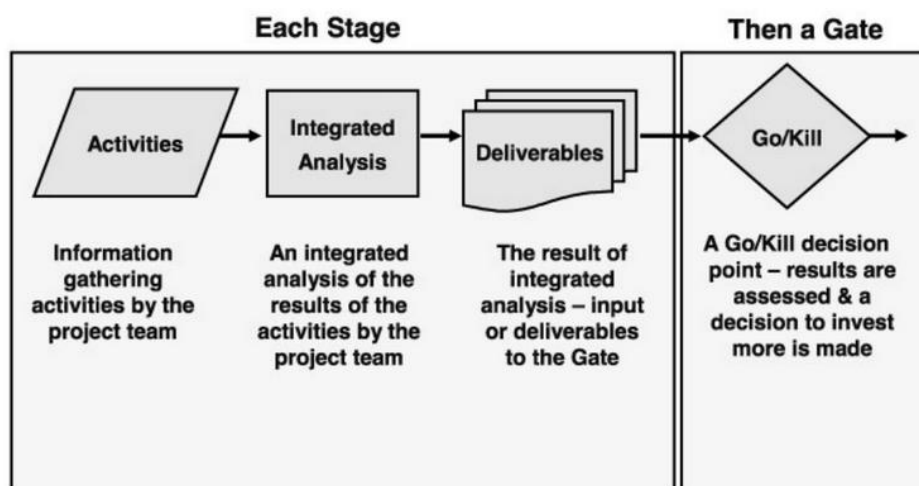 Each Stage
Then a Gate
Activities
Integrated
Analysis
Deliverables
Go/Kill
Information
gathering
activities by the
project team
An integrated
analysis of the
results of the
activities by the
project team
The result of
integrated
analysis – input
or deliverables
to the Gate
A Go/Kill decision
point – results are
assessed & a
decision to invest
more is made